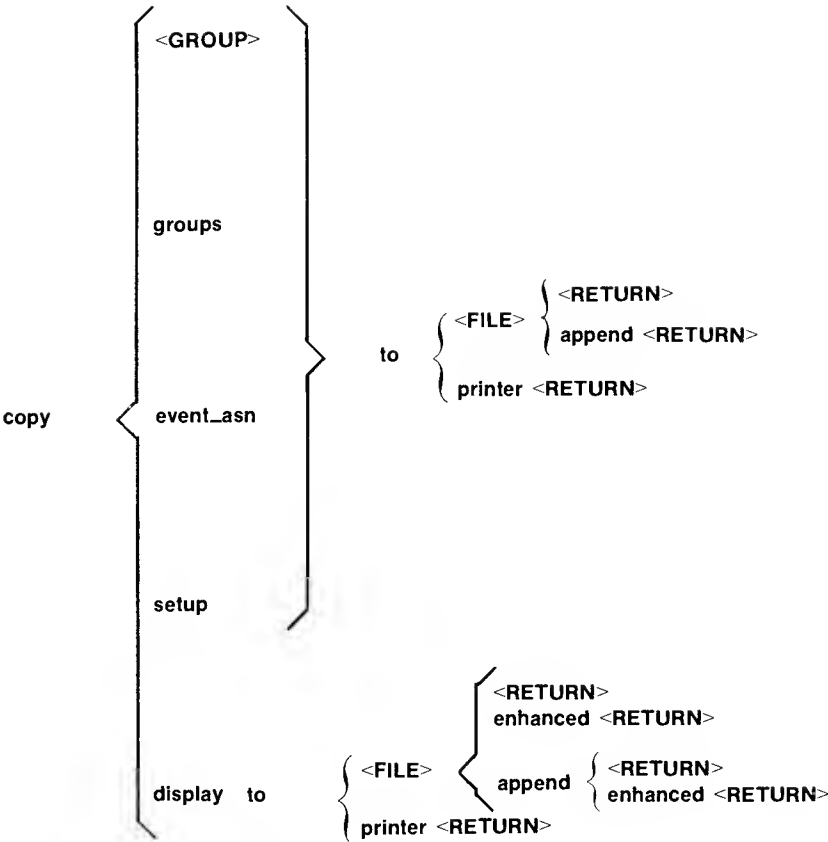 <GROUP>
groups
<RETURN>
<FILE>
append <RETURN>
to
printer <RETURN>
copy
event_asn
setup
<RETURN>
enhanced <RETURN>
<FILE>
append
<RETURN>
display to
enhanced <RETURN>
printer <RETURN>